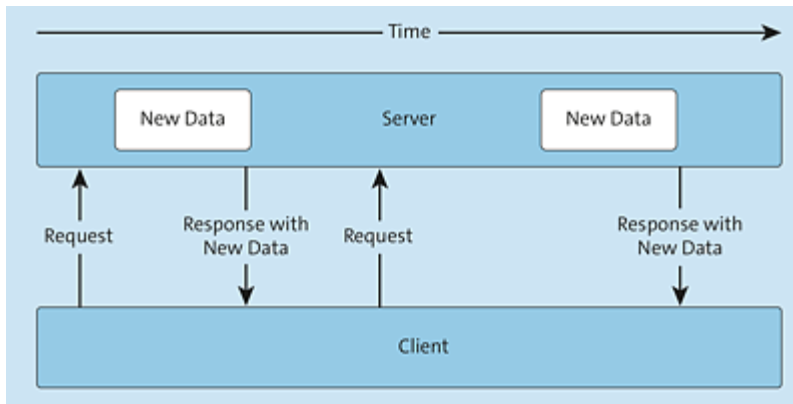 Time
New Data
Server
New Data
Request
Response with
New Data
Request
Response with
New Data
Client